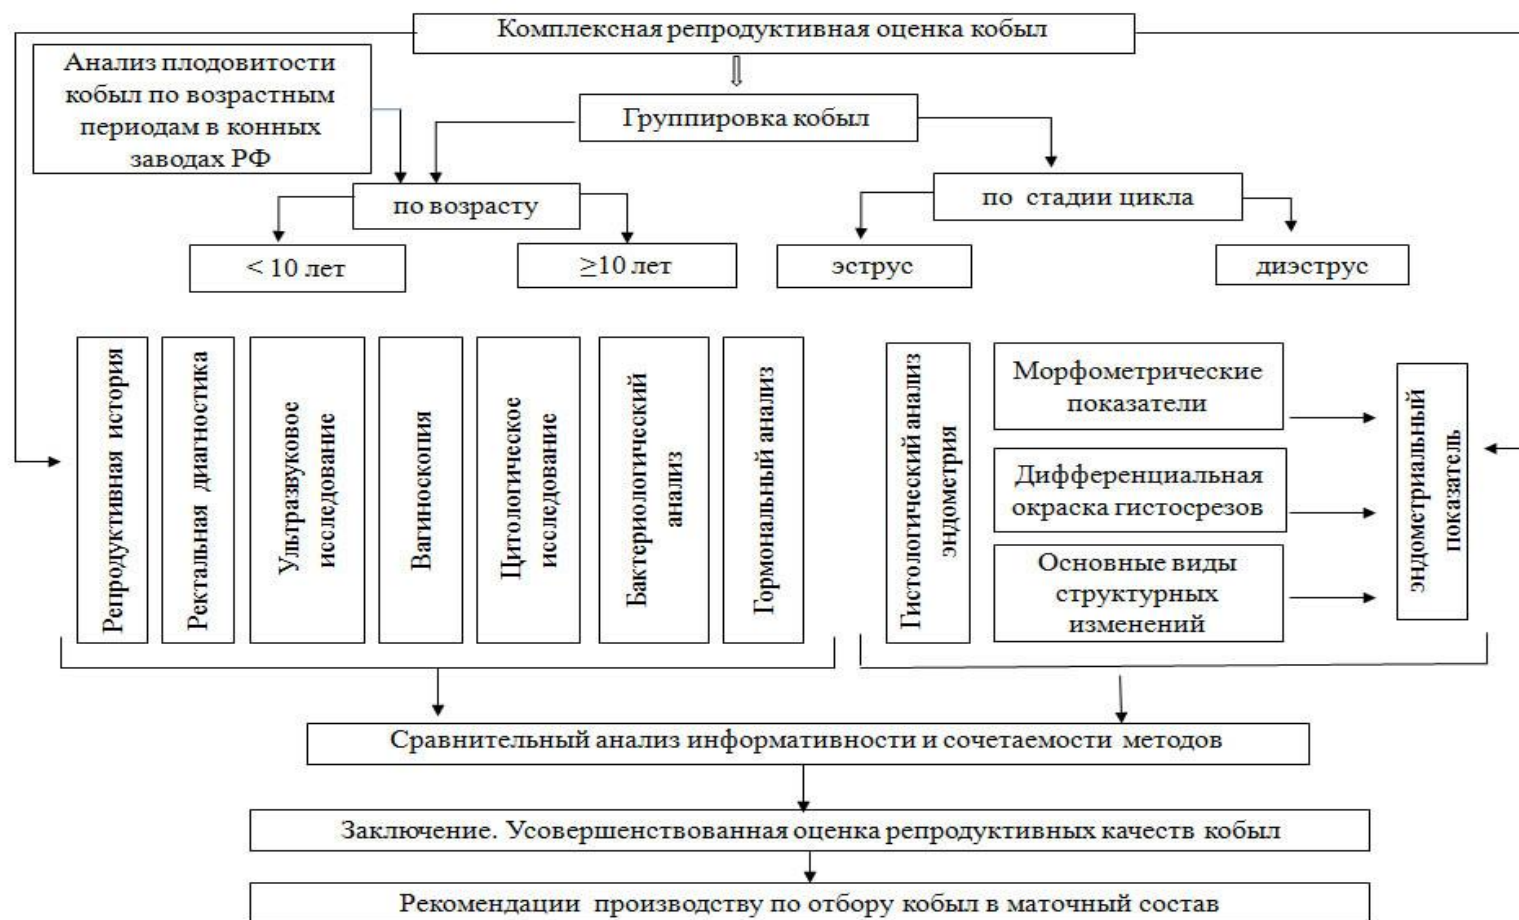 Комплексная репродуктивная оценка кобыл
Анализ плодовитости
кобыл по возрастным
периодам в конных
заводах РФ
Группировка кобыл
по возрасту
по стадии цикла
< 10 лет
≥10 лет
эструс
диэструс
Репродуктивная история
Ректальная диагностика
Ультразвуковое
исследование
Вагиноскопия
Цитологическое
исследование
Бактериологический
анализ
Гормональный анализ
Гистологический анализ
эндометрия
Морфометрические
показатели
Дифференциальная
окраска гистосрезов
Основные виды
структурных
изменений
эндометриальный
показатель
Сравнительный анализ информативности и сочетаемости методов
Заключение. Усовершенствованная оценка репродуктивных качеств кобыл
Рекомендации производству по отбору кобыл в маточный состав